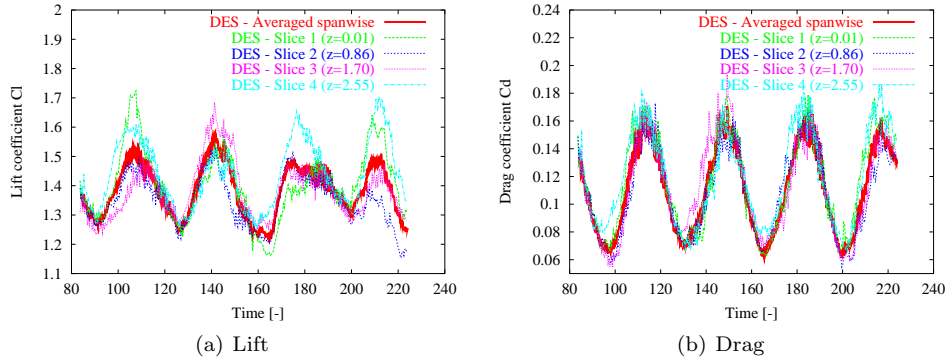 2
1.9
1.8
1.7
1.6
1.5
1.4
1.3
1.2
1.1
Lift coefficient Cl
80 100 120 140 160 180 200 220 240
Time [-]
DES - Averaged spanwise
DES - Slice 1 (z=0.01)
DES - Slice 2 (z=0.86)
DES - Slice 3 (z=1.70)
DES - Slice 4 (z=2.55)
(a) Lift
0.24
0.22
0.2
0.18
0.16
0.14
0.12
0.1
0.08
0.06
Drag coefficient Cd
80 100 120 140 160 180 200 220 240
Time [-]
DES - Averaged spanwise
DES - Slice 1 (z=0.01)
DES - Slice 2 (z=0.86)
DES - Slice 3 (z=1.70)
DES - Slice 4 (z=2.55)
(b) Drag